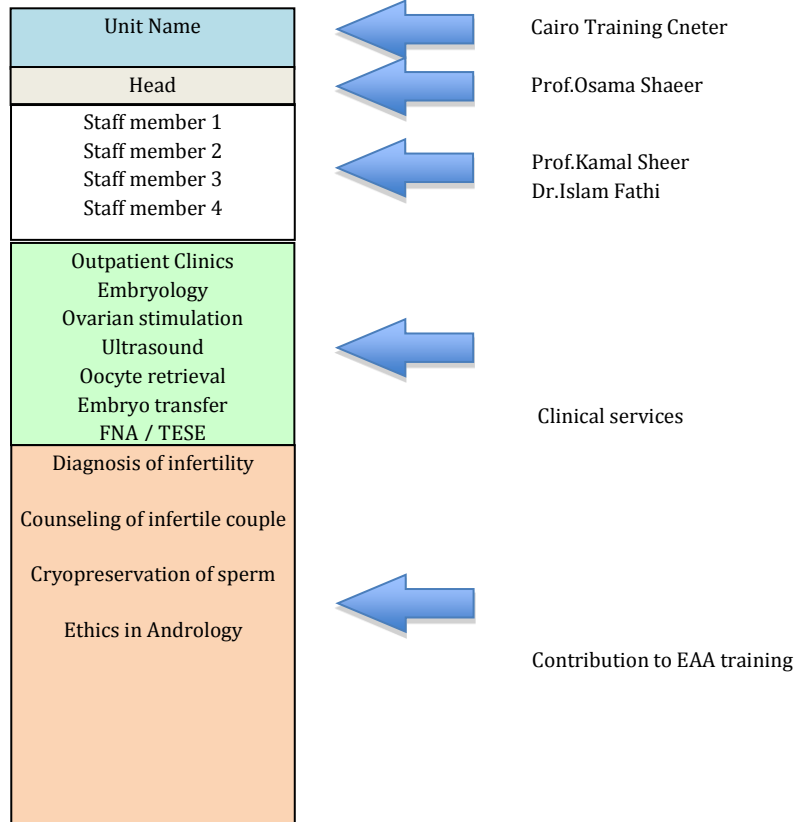 Unit Name
Cairo Training Cneter
Head
Prof.Osama Shaeer
Staff member 1
Staff member 2
Staff member 3
Staff member 4
Prof.Kamal Sheer
Dr.Islam Fathi
Outpatient Clinics
Embryology
Ovarian stimulation
Ultrasound
Oocyte retrieval
Embryo transfer
FNA / TESE
Clinical services
Diagnosis of infertility
Counseling of infertile couple
Cryopreservation of sperm
Ethics in Andrology
Contribution to EAA training